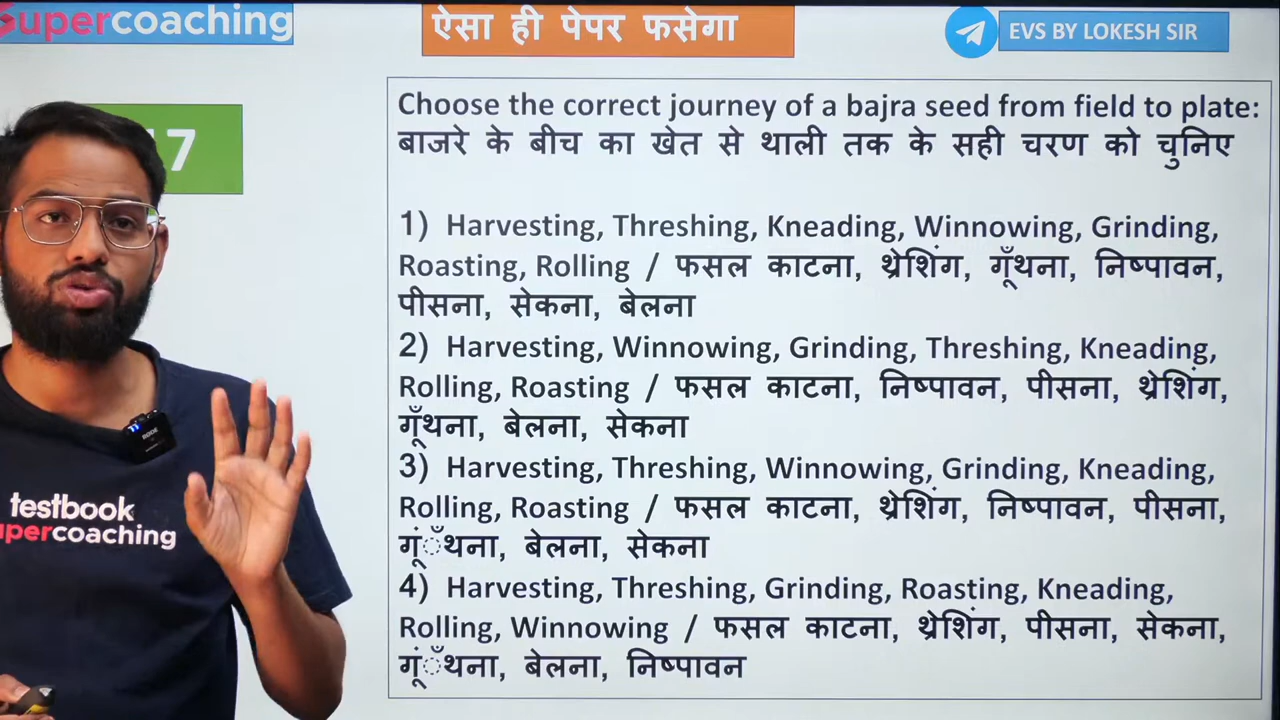 Supercoaching
ऐसा ही पेपर फसेगा
EVS BY LOKESH SIR
7
Choose the correct journey of a bajra seed from field to plate:
बाजरे के बीच का खेत से थाली तक के सही चरण को चुनिए
1) Harvesting, Threshing, Kneading, Winnowing, Grinding,
Roasting, Rolling / फसल काटना, थ्रेशिंग, गूँथना, निष्पावन,
पीसना, सेकना, बेलना
2) Harvesting, Winnowing, Grinding, Threshing, Kneading,
Rolling, Roasting / फसल काटना, निष्पावन, पीसना, थ्रेशिंग,
गूँथना, बेलना, सेकना
3) Harvesting, Threshing, Winnowing, Grinding, Kneading,
Rolling, Roasting / फसल काटना, थ्रेशिंग, निष्पावन, पीसना,
गूंँथना, बेलना, सेकना
4) Harvesting, Threshing, Grinding, Roasting, Kneading,
Rolling, Winnowing / फसल काटना, थ्रेशिंग, पीसना, सेकना,
गूंँथना, बेलना, निष्पावन
testbook
percoaching